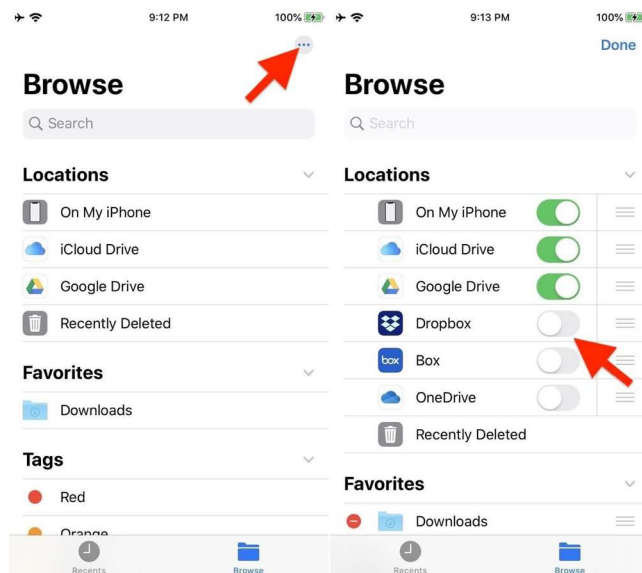 9:12 PM
100%
Browse
Search
Locations
On My iPhone
iCloud Drive
Google Drive
Recently Deleted
Favorites
Downloads
Tags
Red
Orange
Recents
Browse
9:13 PM
100%
Done
Browse
Search
Locations
On My iPhone
iCloud Drive
Google Drive
Dropbox
box
Box
OneDrive
Recently Deleted
Favorites
Downloads
Recents
Browse